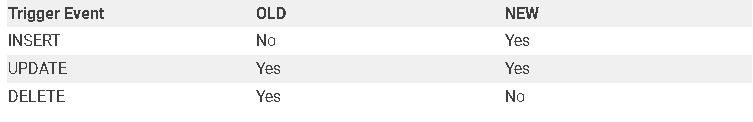 Trigger Event OLD NEW
INSERT No Yes
UPDATE Yes Yes
DELETE Yes No